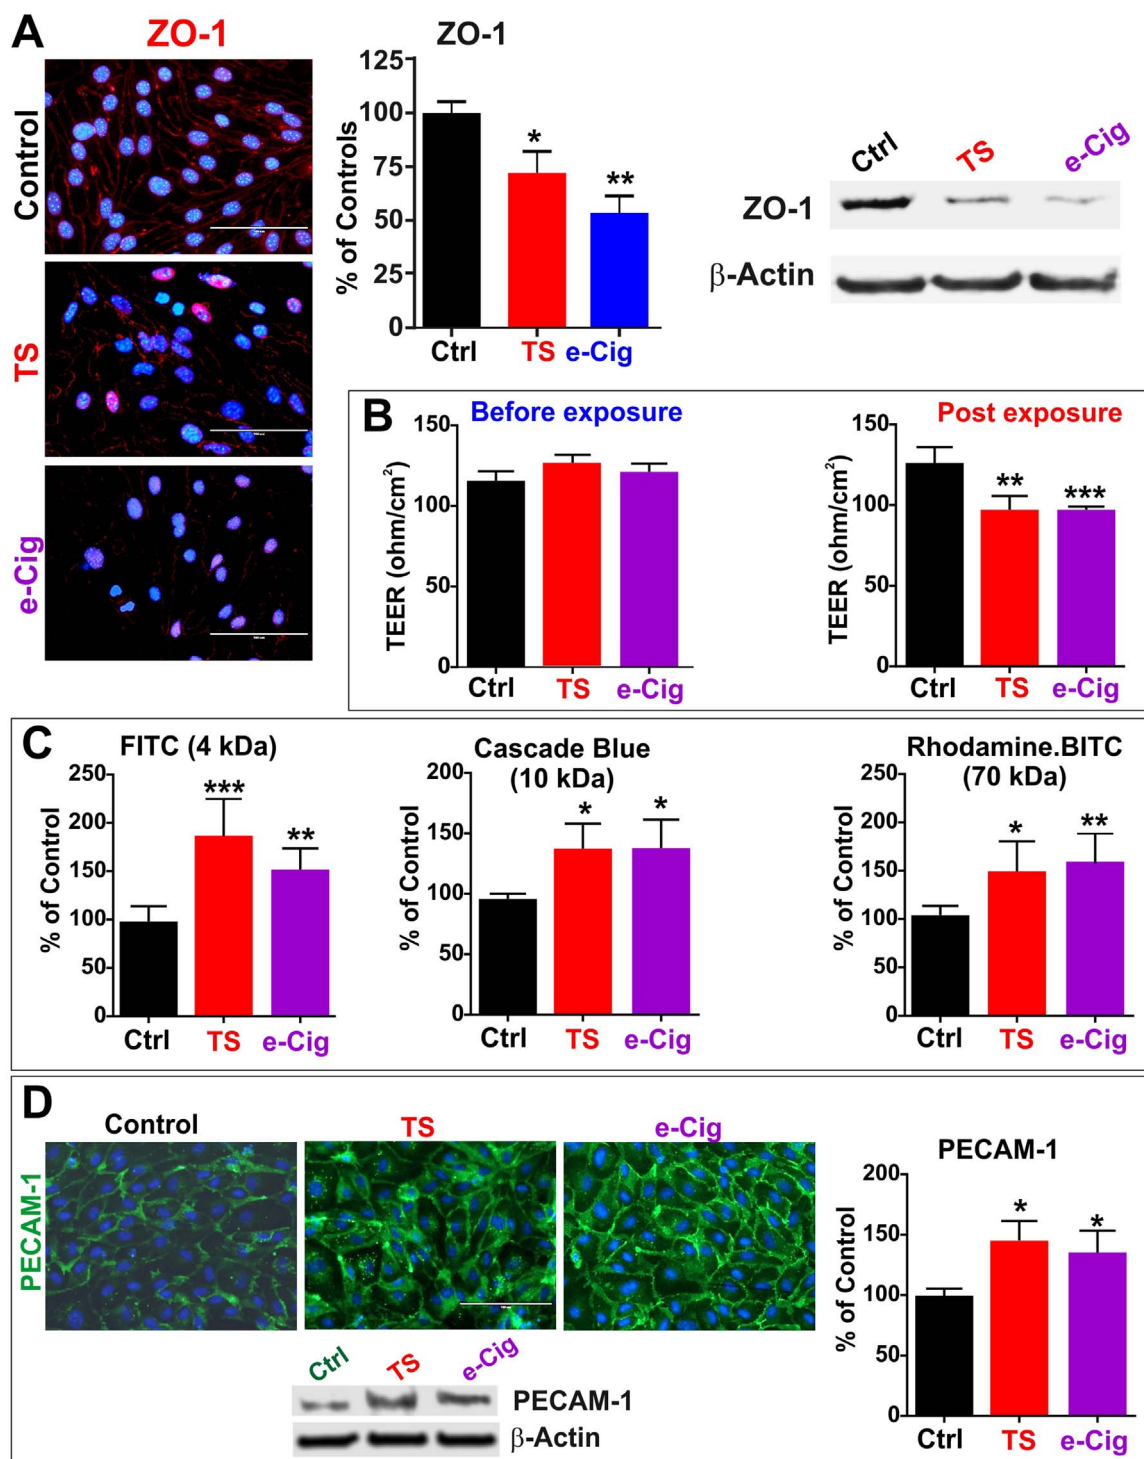 A
ZO-1
Control
TS
e-Cig
ZO-1
% of Controls
125
100
75
50
25
0
*
**
Ctrl
TS
e-Cig
Ctrl
TS
e-Cig
ZO-1
β-Actin
B
Before exposure
TEER (ohm/cm²)
150
100
50
0
Ctrl
TS
e-Cig
Post exposure
TEER (ohm/cm²)
150
100
50
0
**
***
Ctrl
TS
e-Cig
C
FITC (4 kDa)
% of Control
250
200
150
100
50
0
***
**
Ctrl
TS
e-Cig
Cascade Blue
(10 kDa)
% of Control
200
150
100
50
0
*
*
Ctrl
TS
e-Cig
Rhodamine.BITC
(70 kDa)
% of Control
250
200
150
100
50
0
*
**
Ctrl
TS
e-Cig
D
Control
TS
e-Cig
PECAM-1
Ctrl
TS
e-Cig
PECAM-1
β-Actin
PECAM-1
% of Control
200
150
100
50
0
*
*
Ctrl
TS
e-Cig